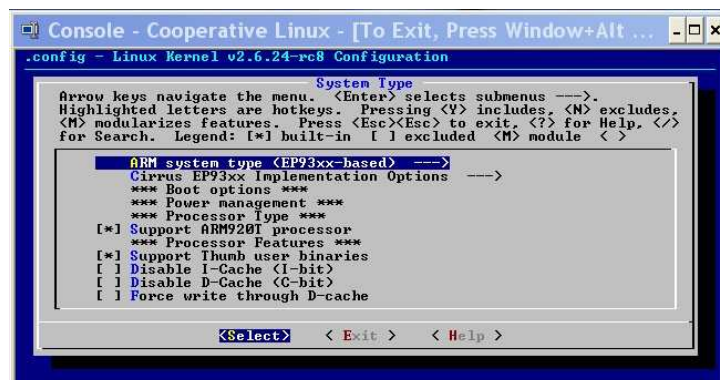 Console - Cooperative Linux - [To Exit, Press Window+Alt ...
.config - Linux Kernel v2.6.24-rc8 Configuration
System Type
Arrow keys navigate the menu.  <Enter> selects submenus --->.
Highlighted letters are hotkeys.  Pressing <Y> includes, <N> excludes,
<M> modularizes features.  Press <Esc><Esc> to exit, <?> for Help, </>
for Search.  Legend: [*] built-in  [ ] excluded  <M> module  < >
ARM system type (EP93xx-based)  --->
Cirrus EP93xx Implementation Options  --->
*** Boot options ***
*** Power management ***
*** Processor Type ***
[*] Support ARM920T processor
*** Processor Features ***
[*] Support Thumb user binaries
[ ] Disable I-Cache (I-bit)
[ ] Disable D-Cache (C-bit)
[ ] Force write through D-cache
<Select>    < Exit >    < Help >